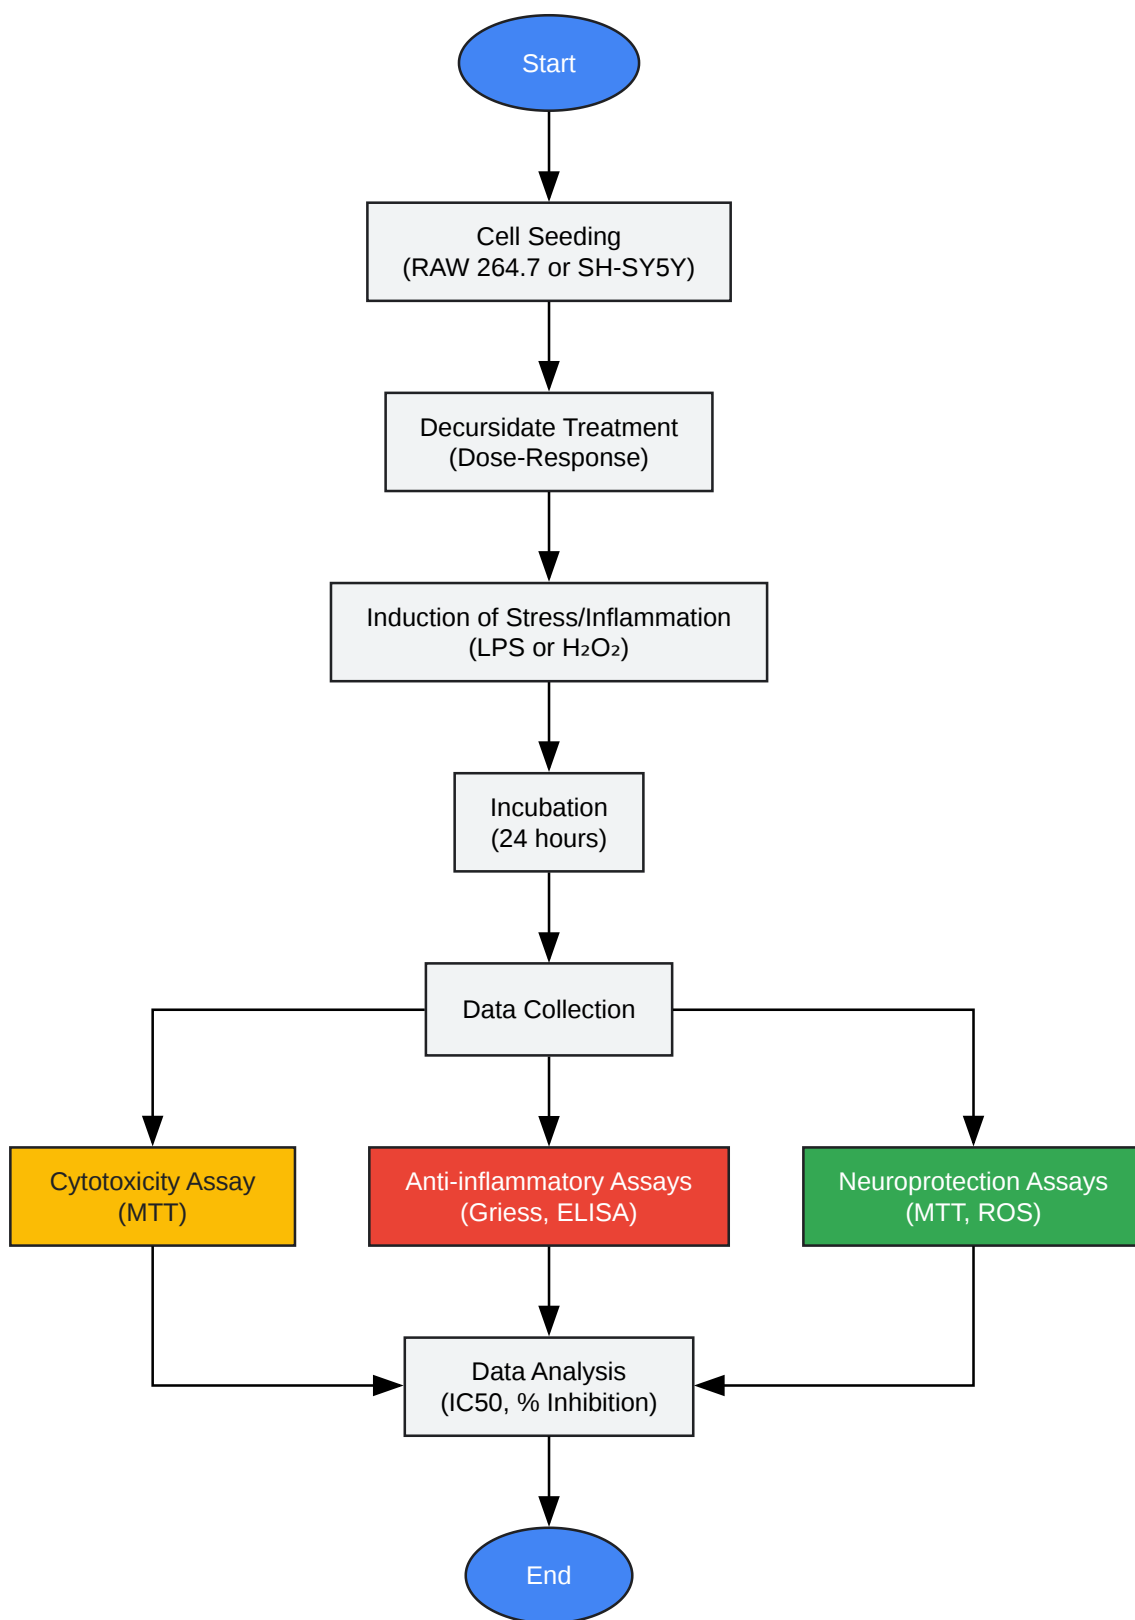 Start
Cell Seeding
(RAW 264.7 or SH-SY5Y)
Decursidate Treatment
(Dose-Response)
Induction of Stress/Inflammation
(LPS or H₂O₂)
Incubation
(24 hours)
Data Collection
Cytotoxicity Assay
(MTT)
Anti-inflammatory Assays
(Griess, ELISA)
Neuroprotection Assays
(MTT, ROS)
Data Analysis
(IC50, % Inhibition)
End